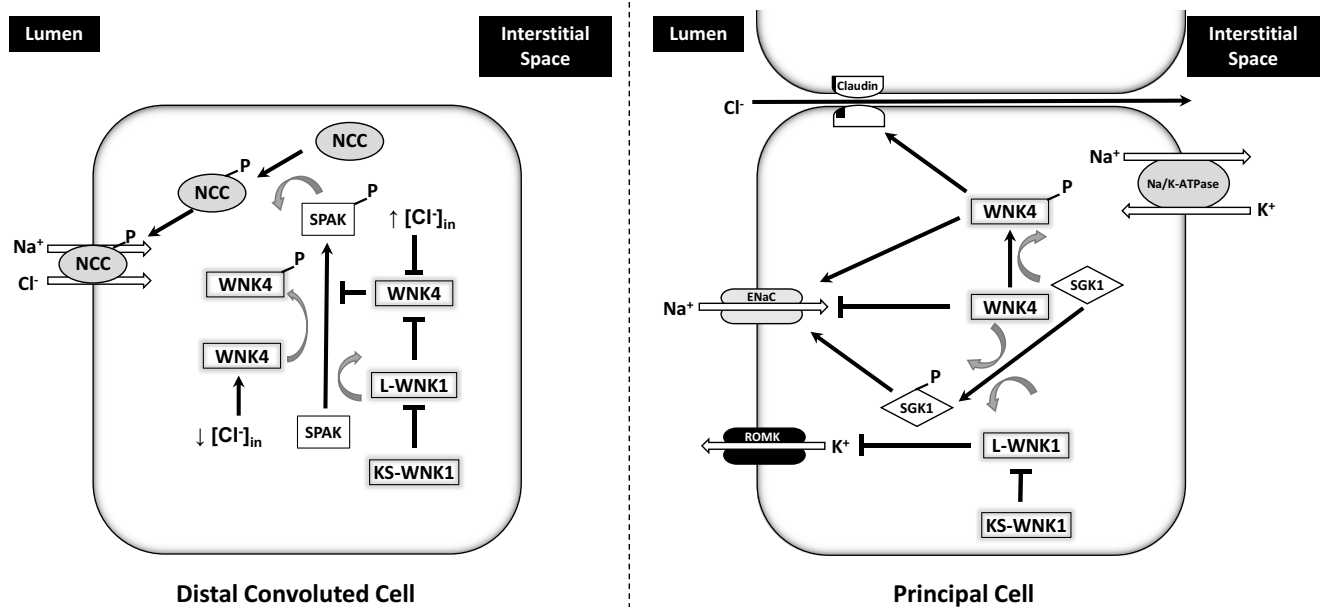 Lumen
Interstitial
Space
NCC
P
NCC
P
SPAK
↑ [Cl-]in
Na+
P
NCC
Cl-
P
WNK4
WNK4
WNK4
L-WNK1
↓ [Cl-]in
SPAK
KS-WNK1
Distal Convoluted Cell
Lumen
Interstitial
Space
Claudin
Cl-
Na+
Na/K-ATPase
K+
P
WNK4
SGK1
ENaC
Na+
WNK4
P
SGK1
ROMK
K+
L-WNK1
KS-WNK1
Principal Cell